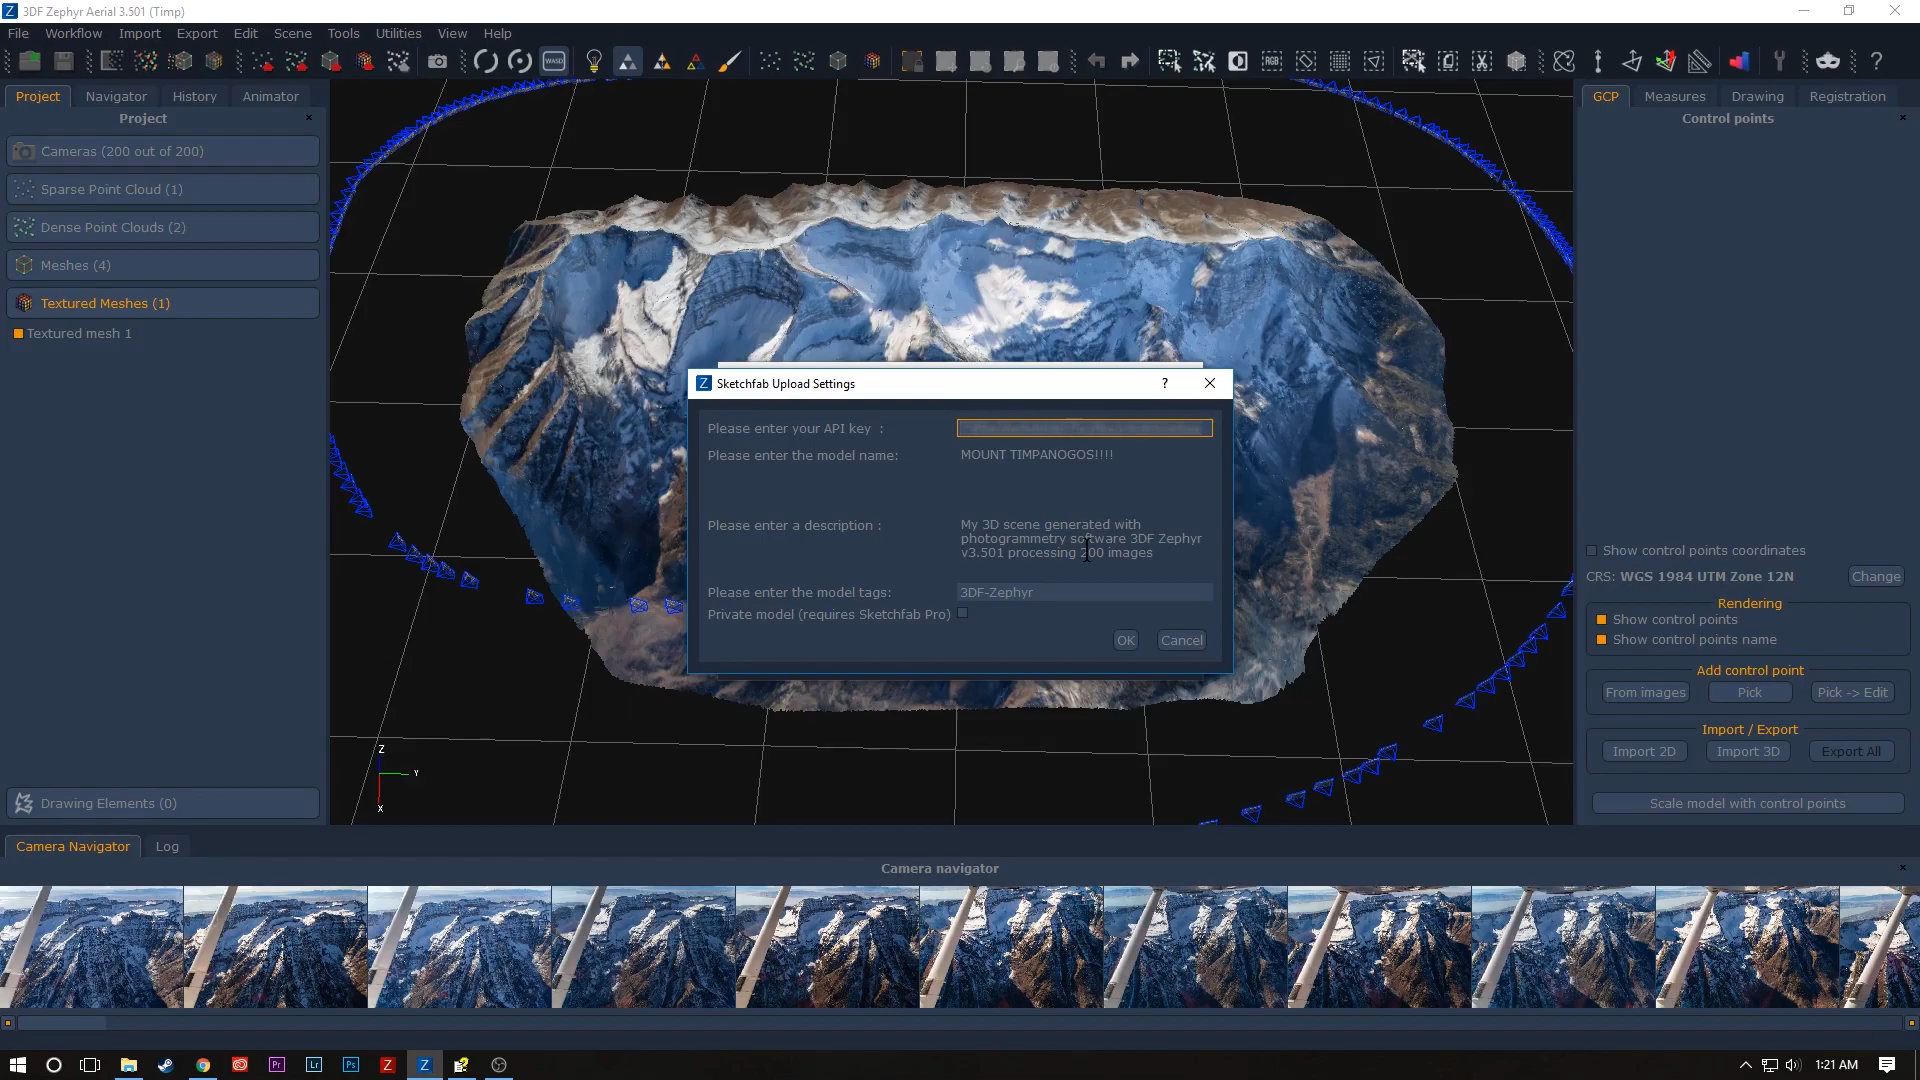 3DF Zephyr Aerial 3.501 (Timp)
File Workflow Import Export Edit Scene Tools Utilities View Help
WASD
RGB
Project Navigator History Animator
GCP Measures Drawing Registration
Project
Control points
Cameras (200 out of 200)
Sparse Point Cloud (1)
Dense Point Clouds (2)
Meshes (4)
Textured Meshes (1)
Textured mesh 1
Sketchfab Upload Settings
Please enter your API key :
Please enter the model name: MOUNT TIMPANOGOS!!!!
Please enter a description : My 3D scene generated with
photogrammetry software 3DF Zephyr
v3.501 processing 200 images
Please enter the model tags: 3DF-Zephyr
Private model (requires Sketchfab Pro)
OK Cancel
Show control points coordinates
CRS: WGS 1984 UTM Zone 12N Change
Rendering
Show control points
Show control points name
Add control point
From images Pick Pick -> Edit
Import / Export
Import 2D Import 3D Export All
Scale model with control points
Z
Y
X
Drawing Elements (0)
Camera Navigator Log
Camera navigator
Pr Lr Ps Z Z
1:21 AM